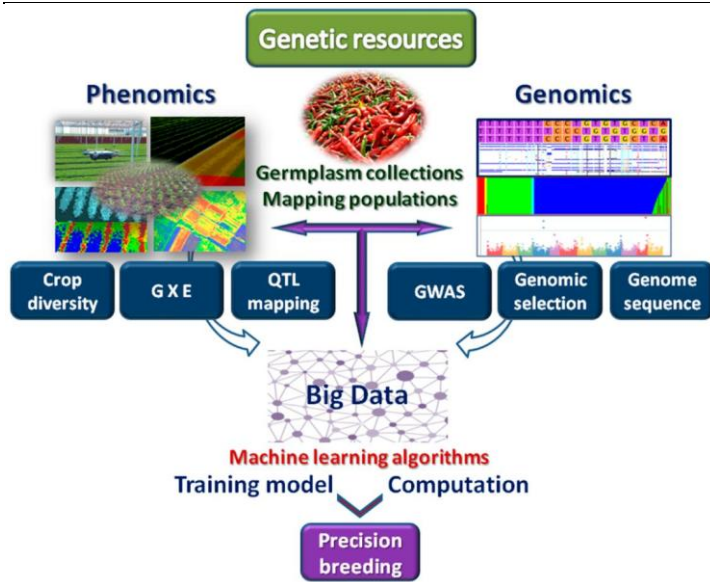 Genetic resources
Phenomics
Genomics
Germplasm collections
Mapping populations
Crop
diversity
G X E
QTL
mapping
GWAS
Genomic
selection
Genome
sequence
Big Data
Machine learning algorithms
Training model
Computation
Precision
breeding